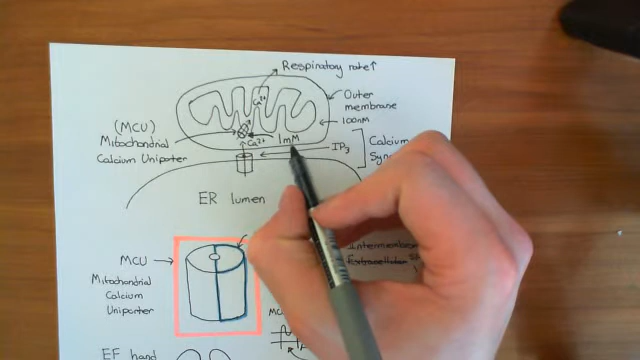 Respiratory rate↑
Ca²⁺
Outer
membrane
100nM
(MCU)
Mitochondrial
Calcium Uniporter
Ca²⁺
1mM
IP₃
Calcium
ER lumen
MCU
Mitochondrial
Calcium
Uniporter
EF hand